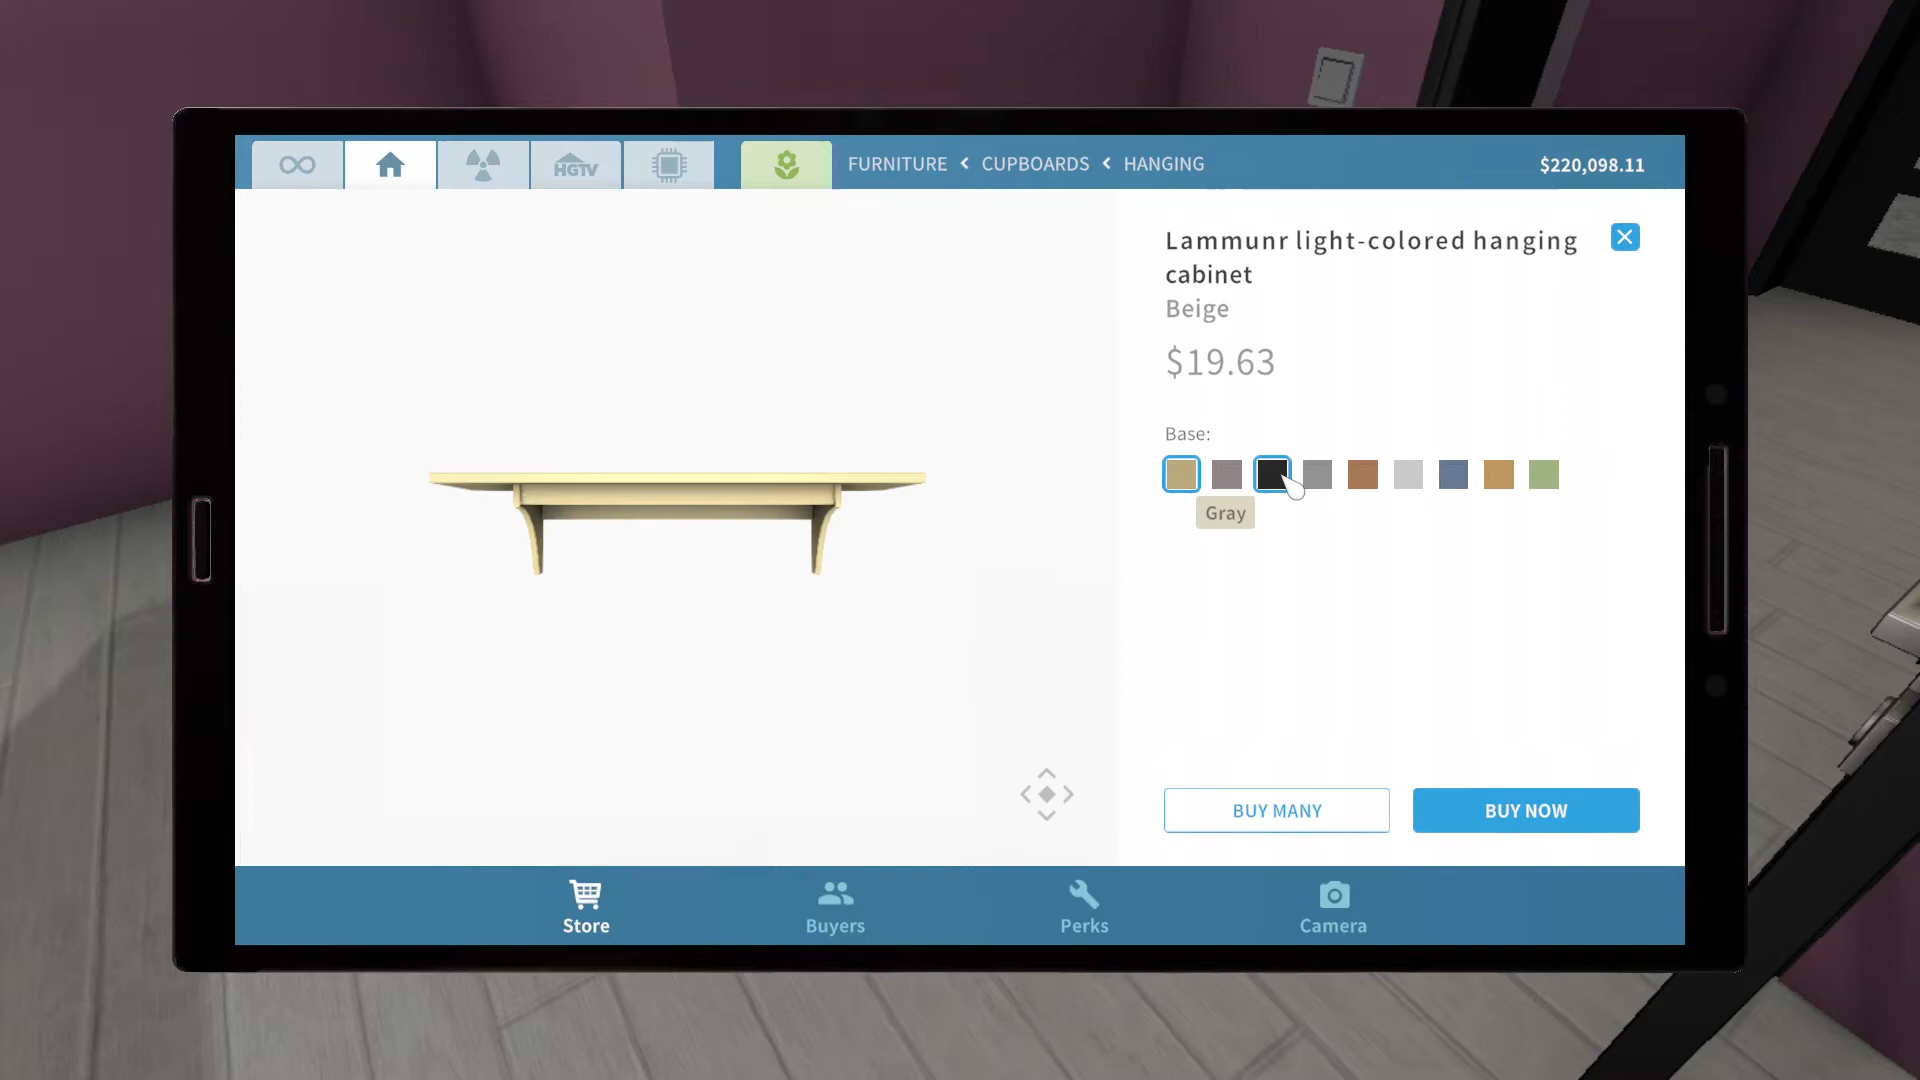 HGTV
FURNITURE < CUPBOARDS < HANGING
$220,098.11
Lammunr light-colored hanging
cabinet
Beige
$19.63
Base:
Gray
BUY MANY
BUY NOW
Store
Buyers
Perks
Camera